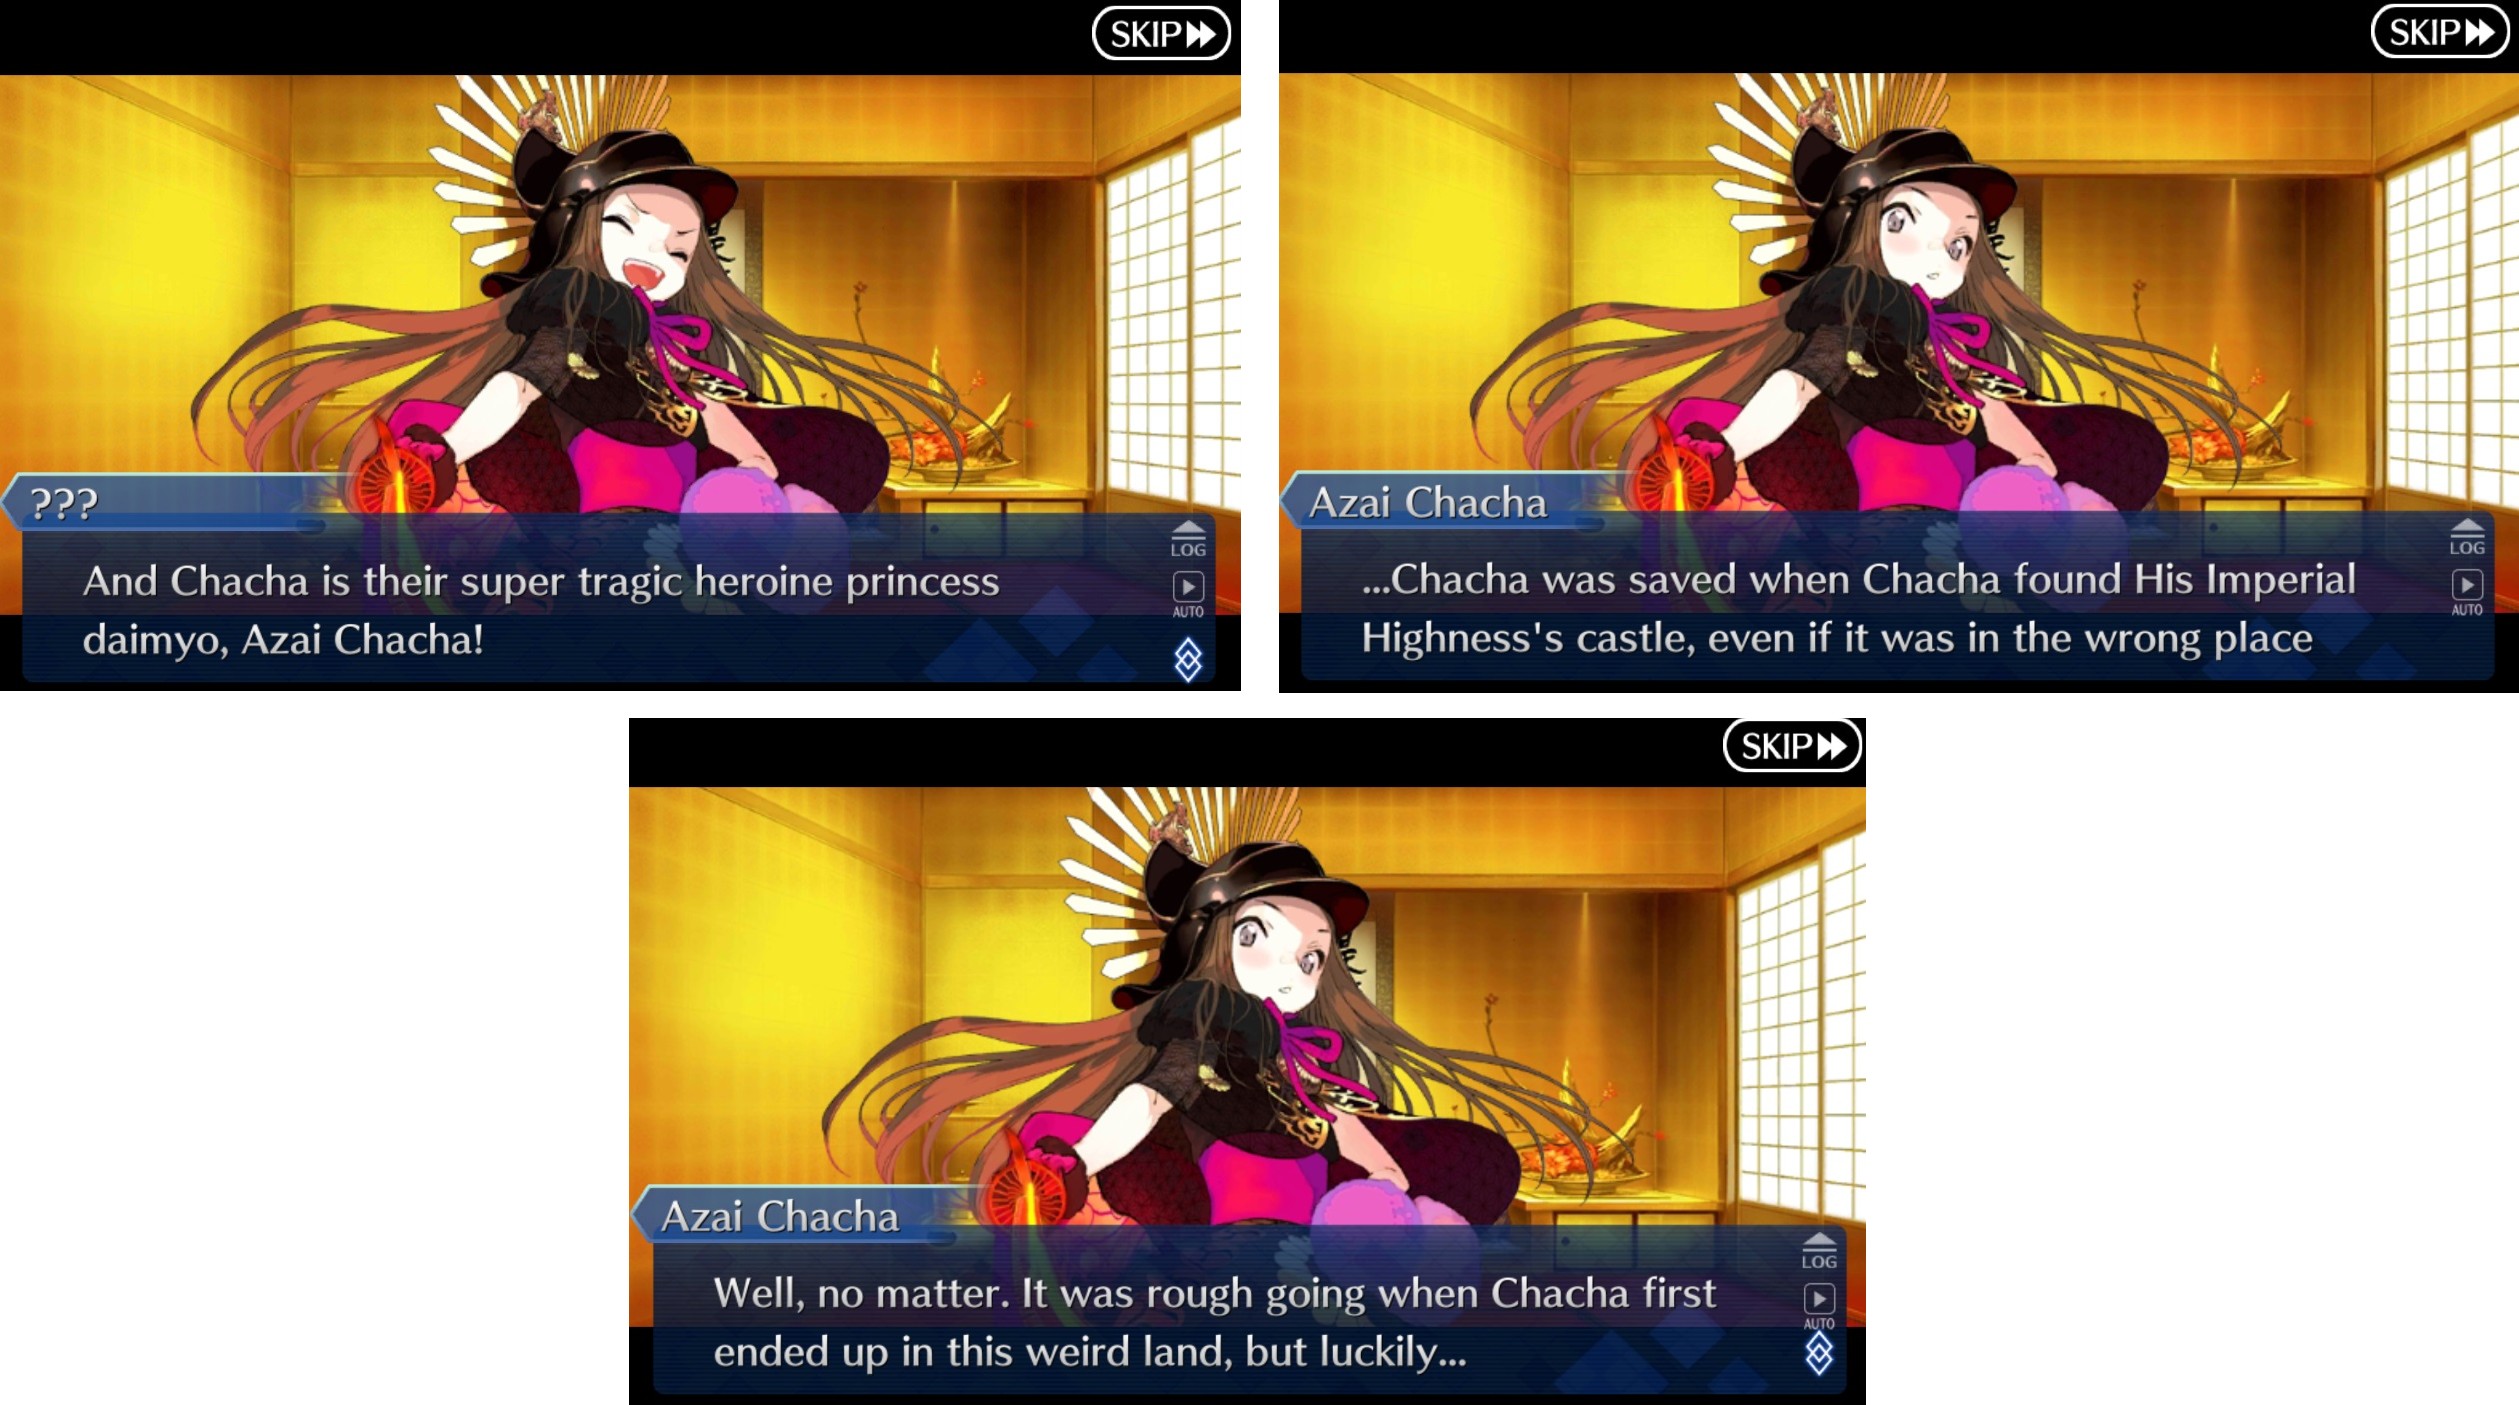 SKIP
???
And Chacha is their super tragic heroine princess
daimyo, Azai Chacha!
LOG
AUTO
SKIP
Azai Chacha
...Chacha was saved when Chacha found His Imperial
Highness's castle, even if it was in the wrong place
LOG
AUTO
SKIP
Azai Chacha
Well, no matter. It was rough going when Chacha first
ended up in this weird land, but luckily...
LOG
AUTO